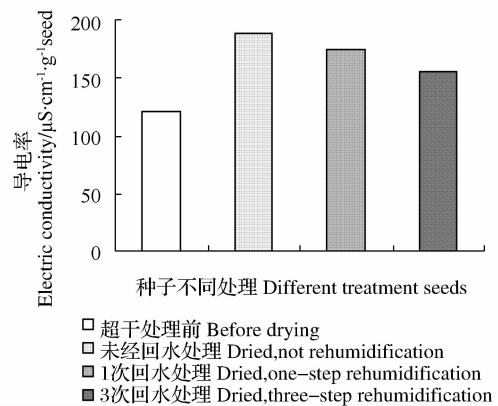 200
150
100
50
0
导电率
Electric conductivity/μS·cm⁻¹·g⁻¹seed
种子不同处理 Different treatment seeds
超干处理前 Before drying
未经回水处理 Dried,not rehumidification
1次回水处理 Dried,one-step rehumidification
3次回水处理 Dried,three-step rehumidification